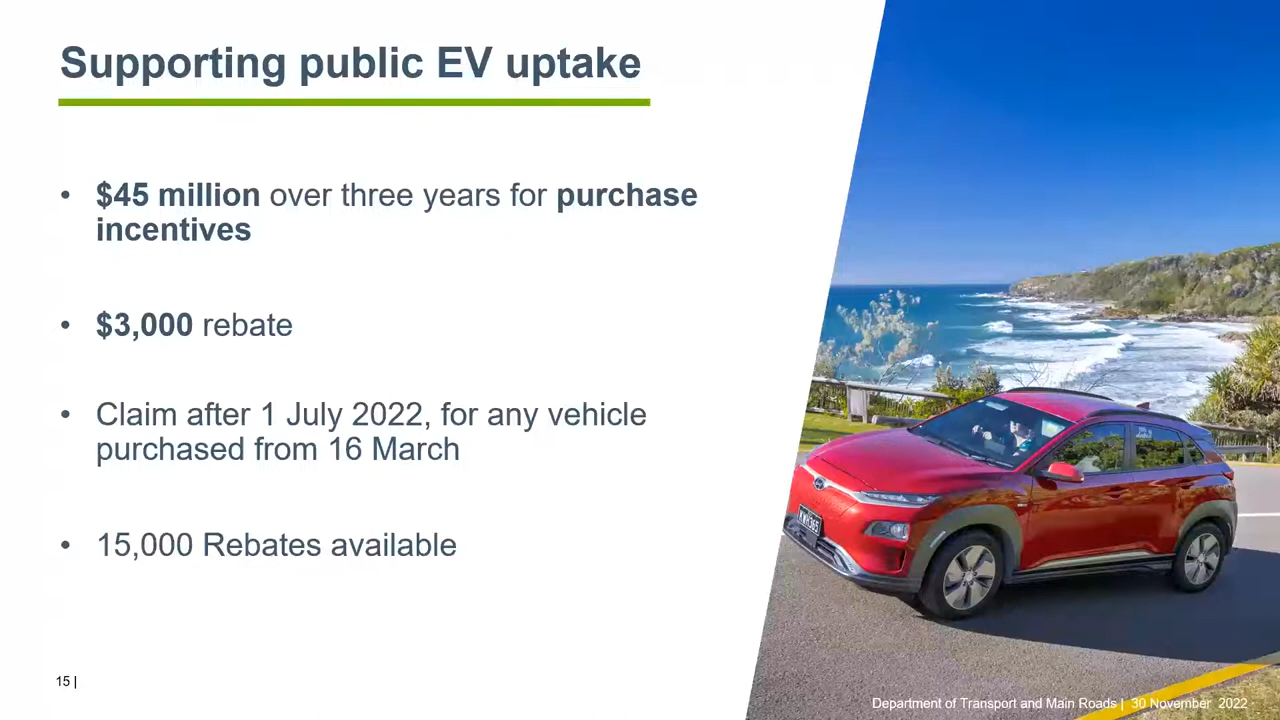 Supporting public EV uptake
• $45 million over three years for purchase
incentives
• $3,000 rebate
• Claim after 1 July 2022, for any vehicle
purchased from 16 March
• 15,000 Rebates available
15 |
Department of Transport and Main Roads | 30 November 2022